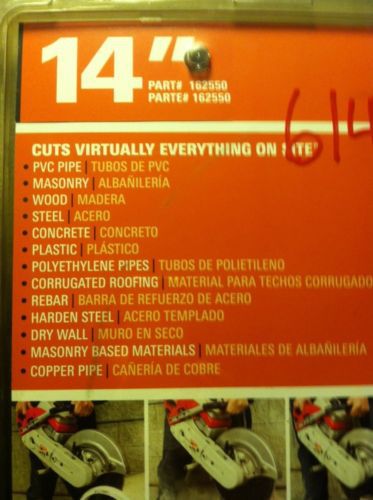 14"
PART# 162550
PARTE# 162550
614
CUTS VIRTUALLY EVERYTHING ON SITE!
• PVC PIPE | TUBOS DE PVC
• MASONRY | ALBAÑILERÍA
• WOOD | MADERA
• STEEL | ACERO
• CONCRETE | CONCRETO
• PLASTIC | PLÁSTICO
• POLYETHYLENE PIPES | TUBOS DE POLIETILENO
• CORRUGATED ROOFING | MATERIAL PARA TECHOS CORRUGADO
• REBAR | BARRA DE REFUERZO DE ACERO
• HARDEN STEEL | ACERO TEMPLADO
• DRY WALL | MURO EN SECO
• MASONRY BASED MATERIALS | MATERIALES DE ALBAÑILERÍA
• COPPER PIPE | CAÑERÍA DE COBRE